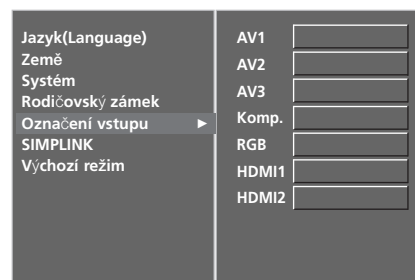 Jazyk(Language)
Země
Systém
Rodičovský zámek
Označení vstupu ►
SIMPLINK
Výchozí režim
AV1
AV2
AV3
Komp.
RGB
HDMI1
HDMI2